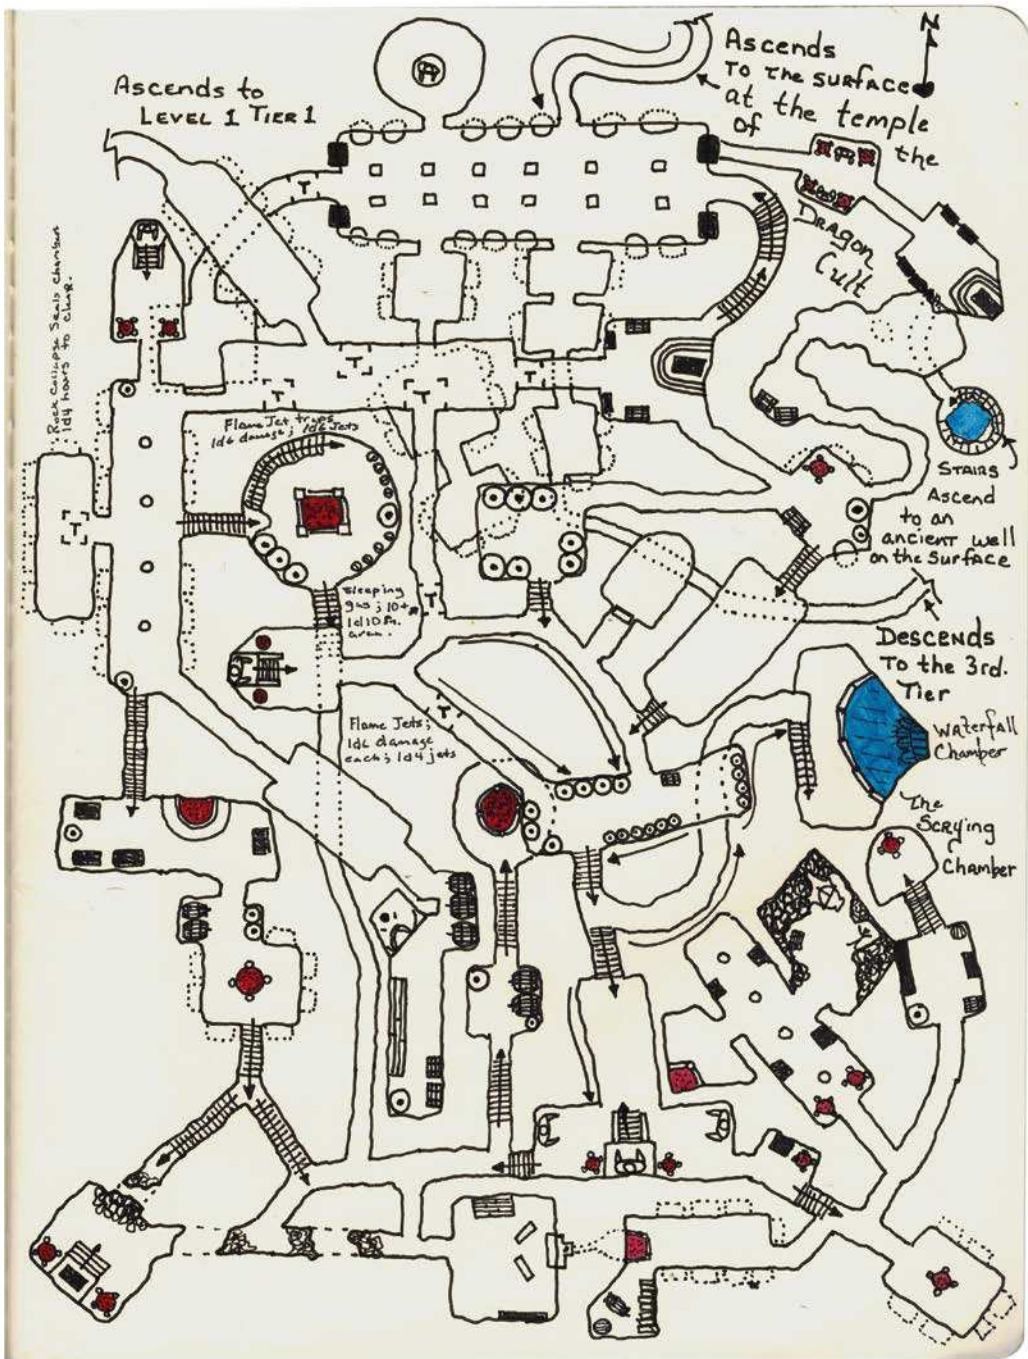 N
Ascends
To the surface
at the temple
of the
Dragon
Cult
Ascends to
Level 1 Tier 1
Rock collapse seals chamber
1d4 hours to clear.
T
T
T
T
T
Flame Jet traps
1d6 damage; 1d6 Jets
T
Stairs
Ascend
to an
ancient well
on the surface
Sleeping
gas; 10+
1d10
T
Descends
To the 3rd.
Tier
Waterfall
Chamber
T
Flame Jets;
1d6 damage
each; 1d4 jets
The
Scrying
Chamber